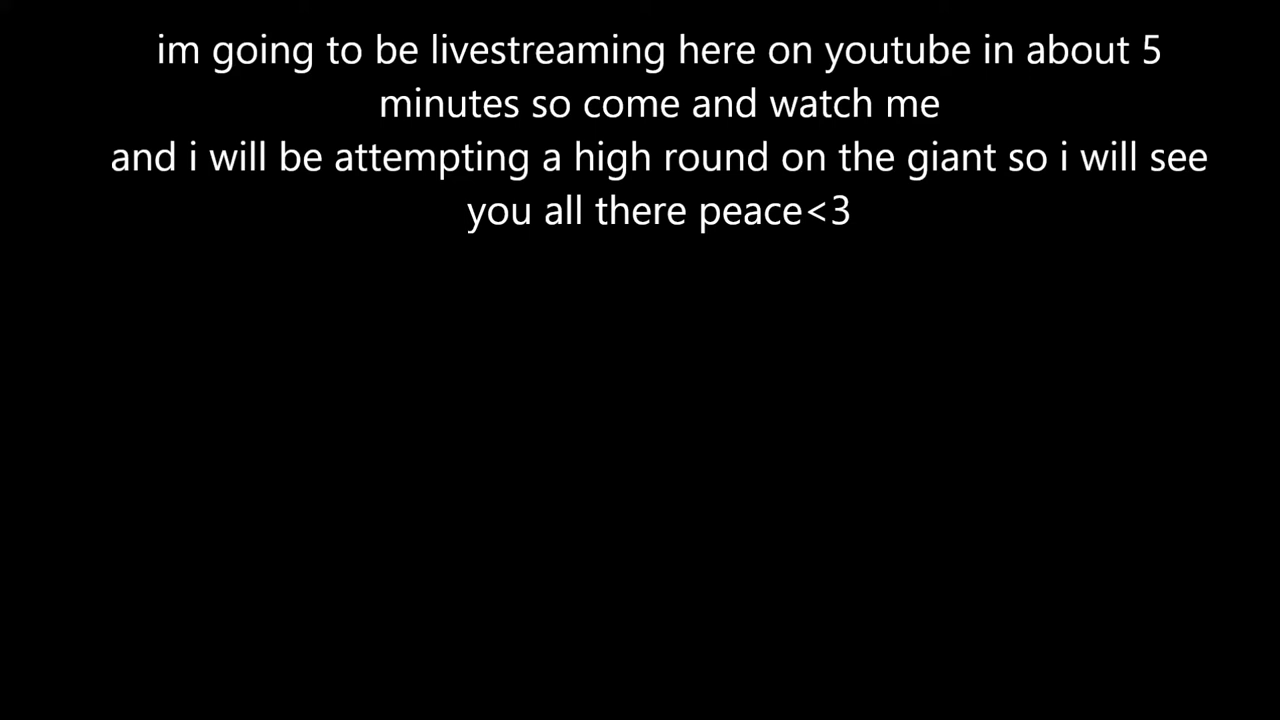 im going to be livestreaming here on youtube in about 5
minutes so come and watch me
and i will be attempting a high round on the giant so i will see
you all there peace<3